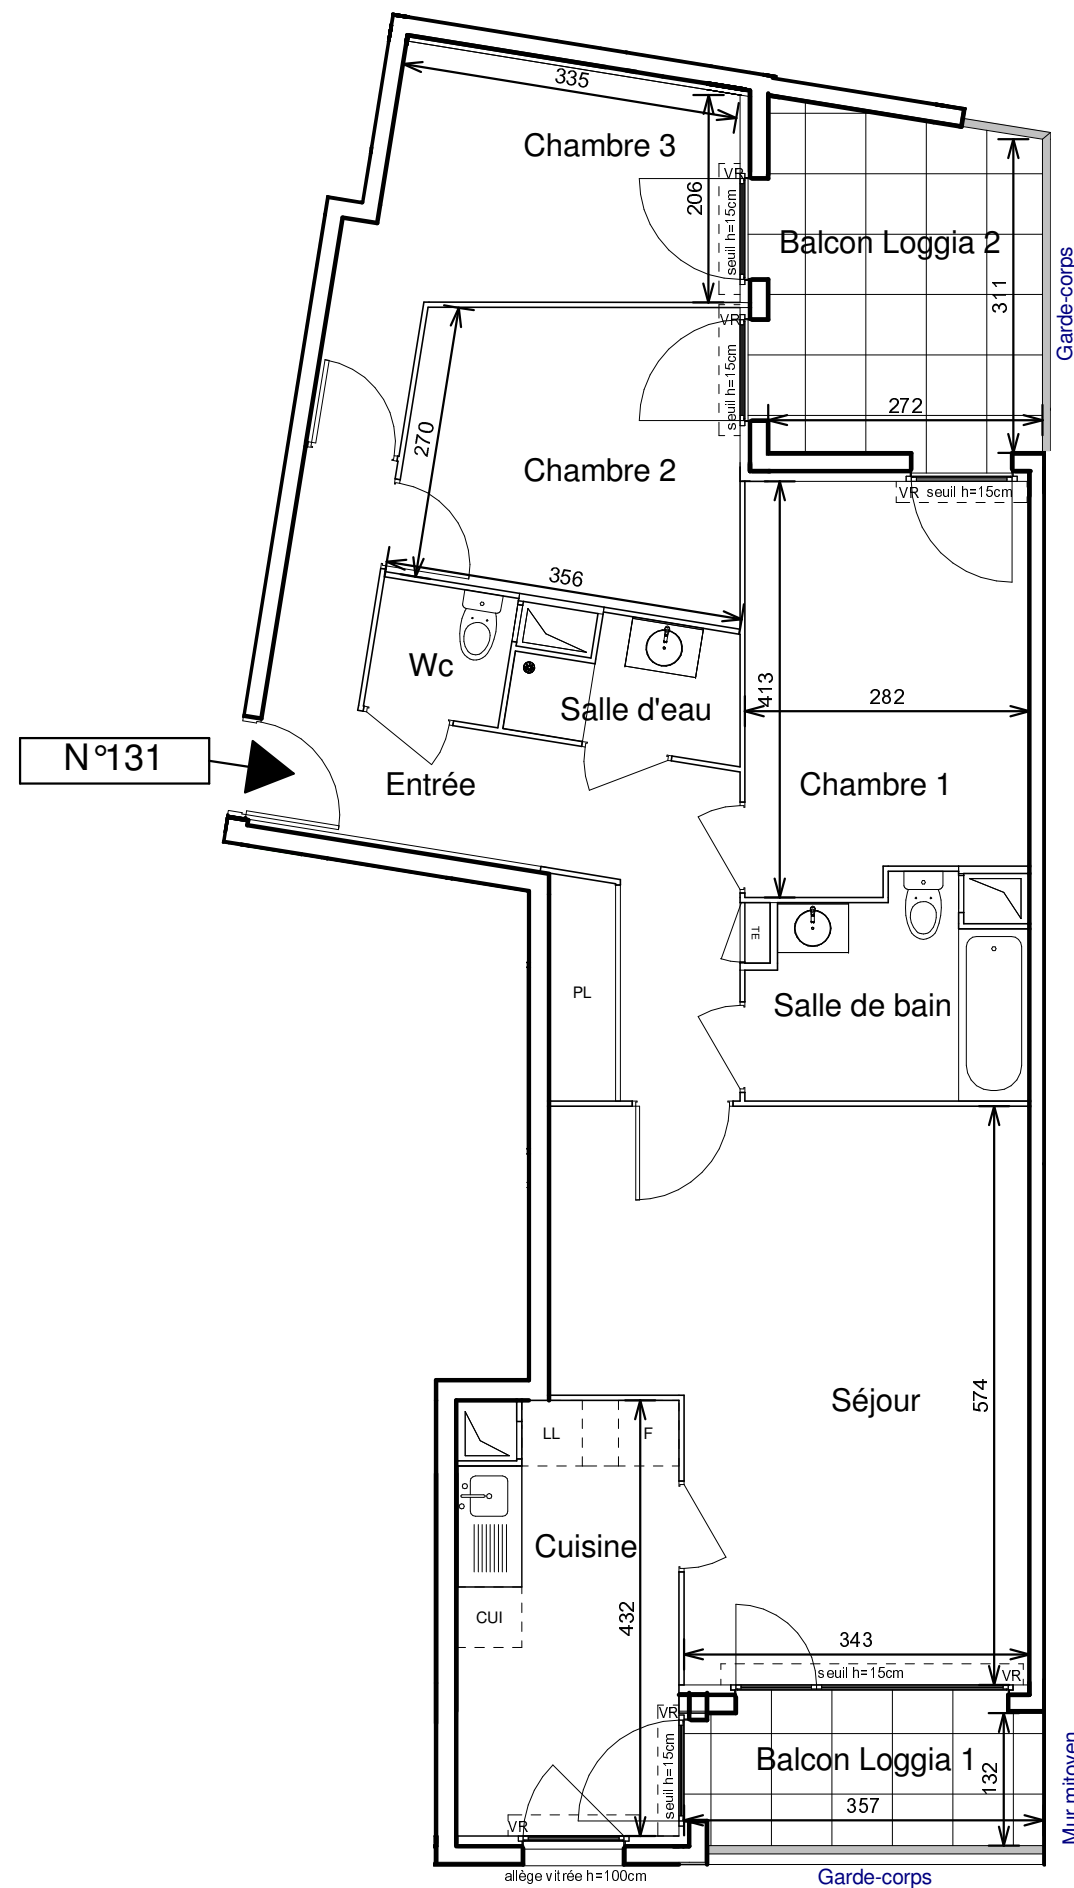 335
Chambre 3
VR
206
seuil h=15cm
Balcon Loggia 2
311
Garde-corps
VR
seuil h=15cm
272
270
Chambre 2
VR seuil h=15cm
356
Wc
413
282
Salle d'eau
N°131
Entrée
Chambre 1
TE
PL
Salle de bain
574
Séjour
LL
F
Cuisine
CUI
432
343
seuil h=15cm
VR
VR
seuil h=15cm
Balcon Loggia 1
132
357
Mur mitoyen
VR
allège vitrée h=100cm
Garde-corps